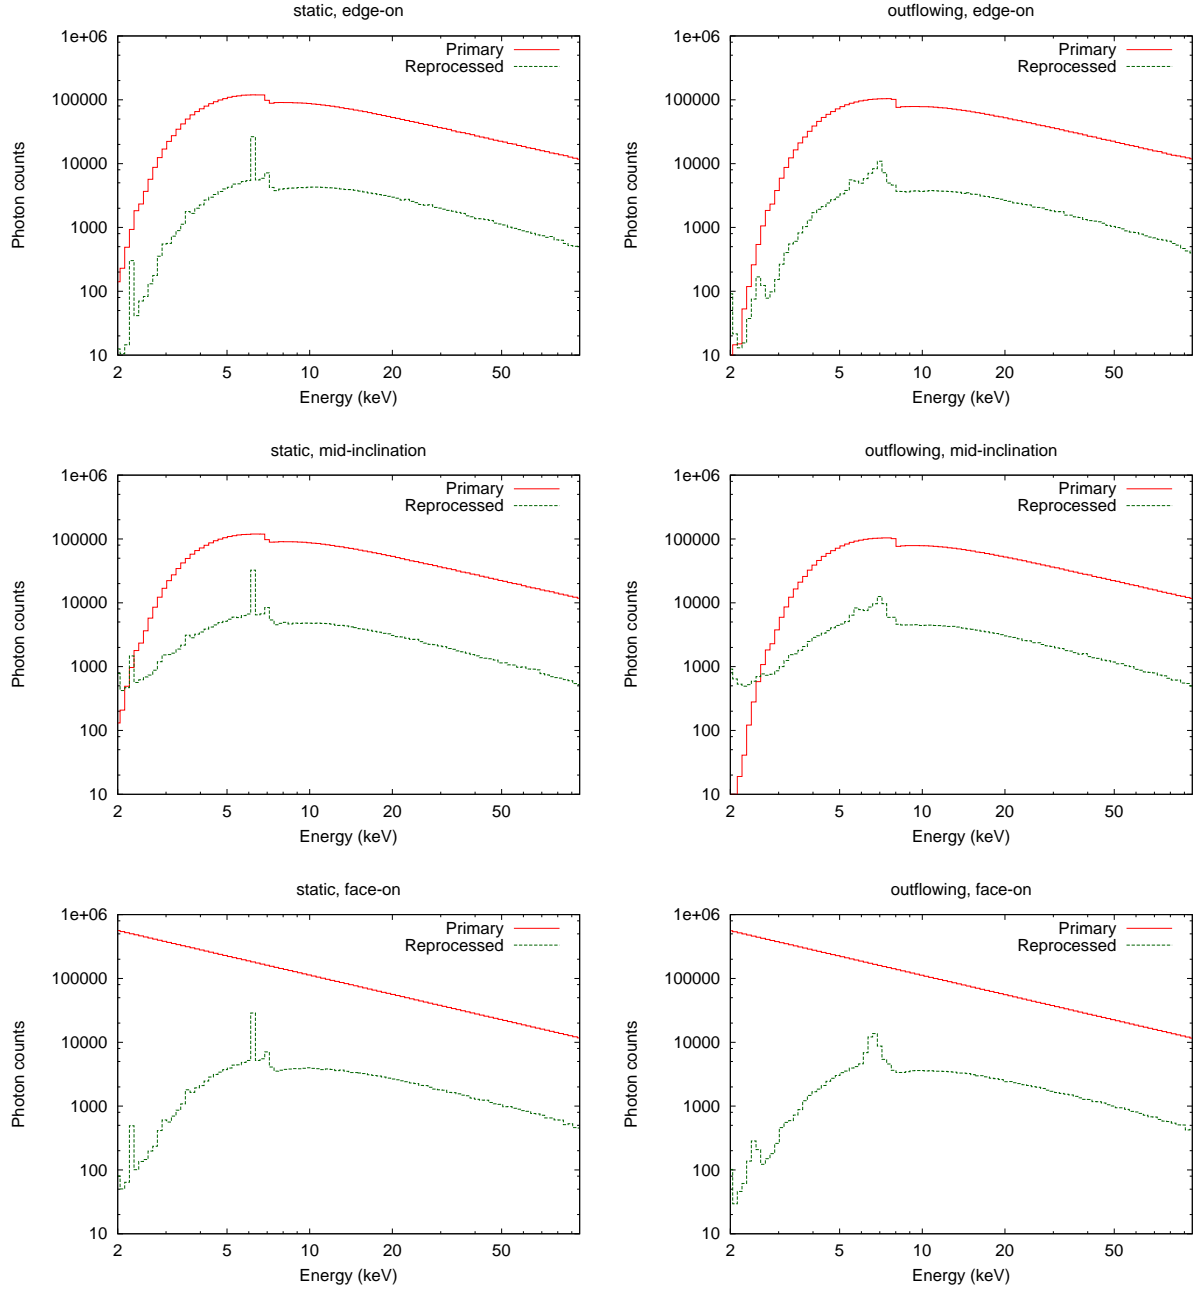 static, edge-on
Photon counts
1e+06
100000
10000
1000
100
10
Primary
Reprocessed
2 5 10 20 50
Energy (keV)
outflowing, edge-on
Photon counts
1e+06
100000
10000
1000
100
10
Primary
Reprocessed
2 5 10 20 50
Energy (keV)
static, mid-inclination
Photon counts
1e+06
100000
10000
1000
100
10
Primary
Reprocessed
2 5 10 20 50
Energy (keV)
outflowing, mid-inclination
Photon counts
1e+06
100000
10000
1000
100
10
Primary
Reprocessed
2 5 10 20 50
Energy (keV)
static, face-on
Photon counts
1e+06
100000
10000
1000
100
10
Primary
Reprocessed
2 5 10 20 50
Energy (keV)
outflowing, face-on
Photon counts
1e+06
100000
10000
1000
100
10
Primary
Reprocessed
2 5 10 20 50
Energy (keV)